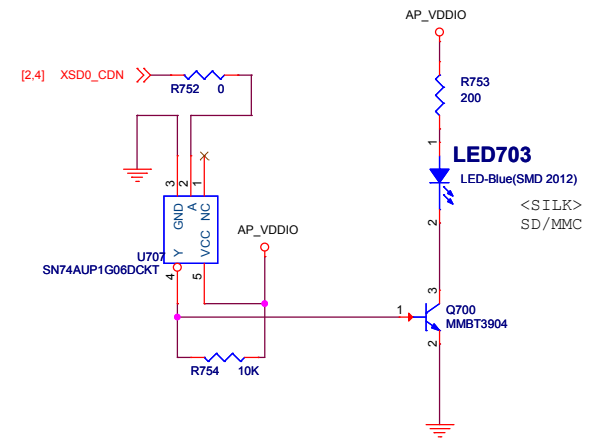 AP_VDDIO
[2,4] XSD0_CDN
R752 0
R753
200
1
LED703
LED-Blue(SMD 2012)
<SILK>
SD/MMC
2
3 2 1
GND A NC
Y VCC
U707
SN74AUP1G06DCKT
4 5
AP_VDDIO
3
1
Q700
MMBT3904
2
R754 10K